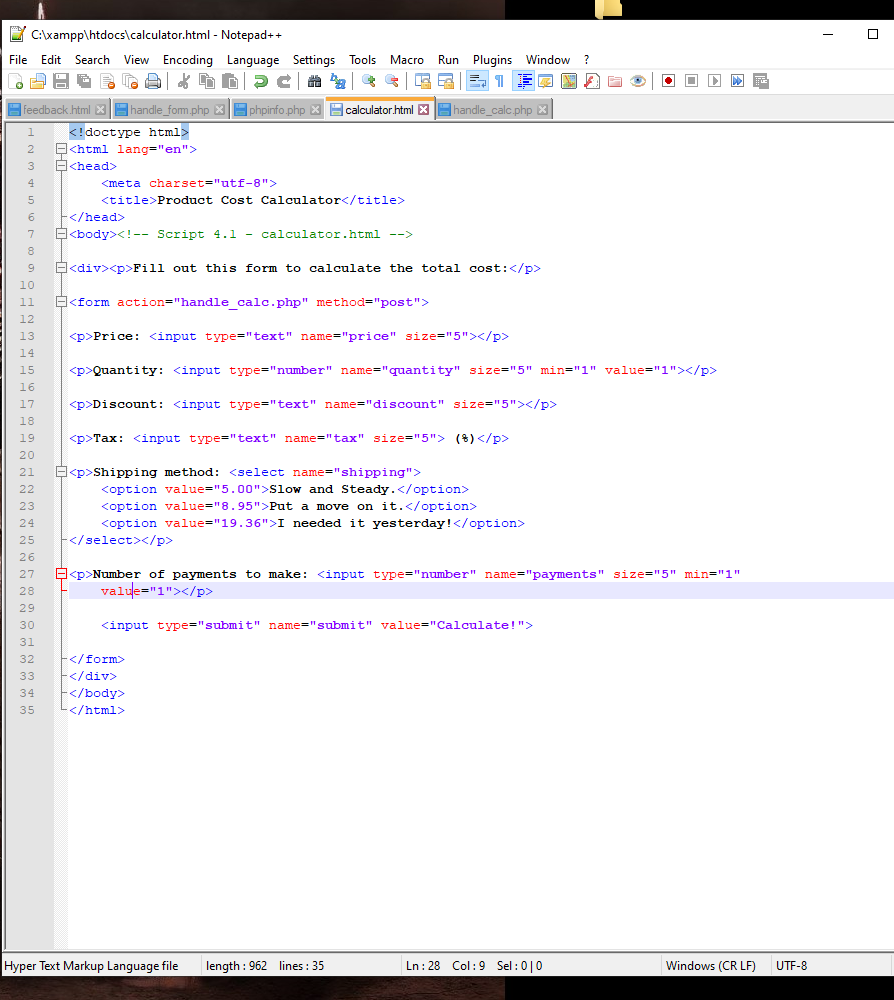 C:\xampp\htdocs\calculator.html - Notepad++
File Edit Search View Encoding Language Settings Tools Macro Run Plugins Window ?
feedback.html handle_form.php phpinfo.php calculator.html handle_calc.php
1 <!doctype html>
2 <html lang="en">
3 <head>
4 <meta charset="utf-8">
5 <title>Product Cost Calculator</title>
6 </head>
7 <body><!-- Script 4.1 - calculator.html -->
8
9 <div><p>Fill out this form to calculate the total cost:</p>
10
11 <form action="handle_calc.php" method="post">
12
13 <p>Price: <input type="text" name="price" size="5"></p>
14
15 <p>Quantity: <input type="number" name="quantity" size="5" min="1" value="1"></p>
16
17 <p>Discount: <input type="text" name="discount" size="5"></p>
18
19 <p>Tax: <input type="text" name="tax" size="5"> (%)</p>
20
21 <p>Shipping method: <select name="shipping">
22 <option value="5.00">Slow and Steady.</option>
23 <option value="8.95">Put a move on it.</option>
24 <option value="19.36">I needed it yesterday!</option>
25 </select></p>
26
27 <p>Number of payments to make: <input type="number" name="payments" size="5" min="1"
28 value="1"></p>
29
30 <input type="submit" name="submit" value="Calculate!">
31
32 </form>
33 </div>
34 </body>
35 </html>
Hyper Text Markup Language file length : 962 lines : 35 Ln : 28 Col : 9 Sel : 0 | 0 Windows (CR LF) UTF-8